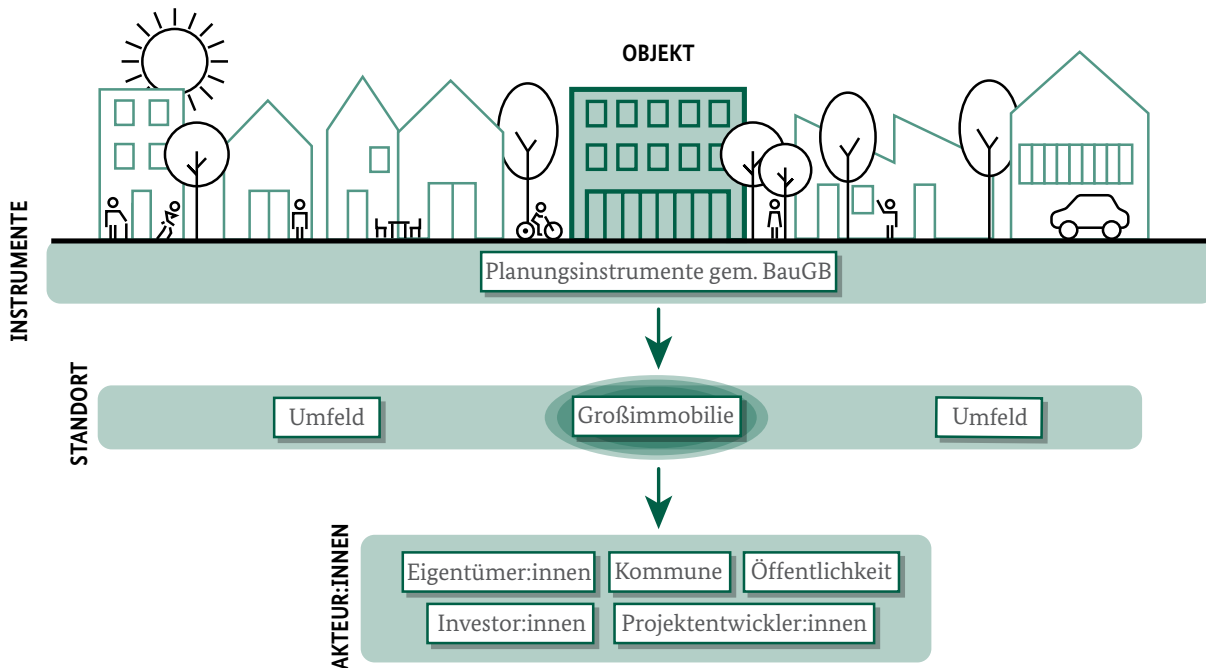 OBJEKT
INSTRUMENTE
Planungsinstrumente gem. BauGB
STANDORT
Umfeld
Großimmobilie
Umfeld
AKTEUR:INNEN
Eigentümer:innen
Kommune
Öffentlichkeit
Investor:innen
Projektentwickler:innen